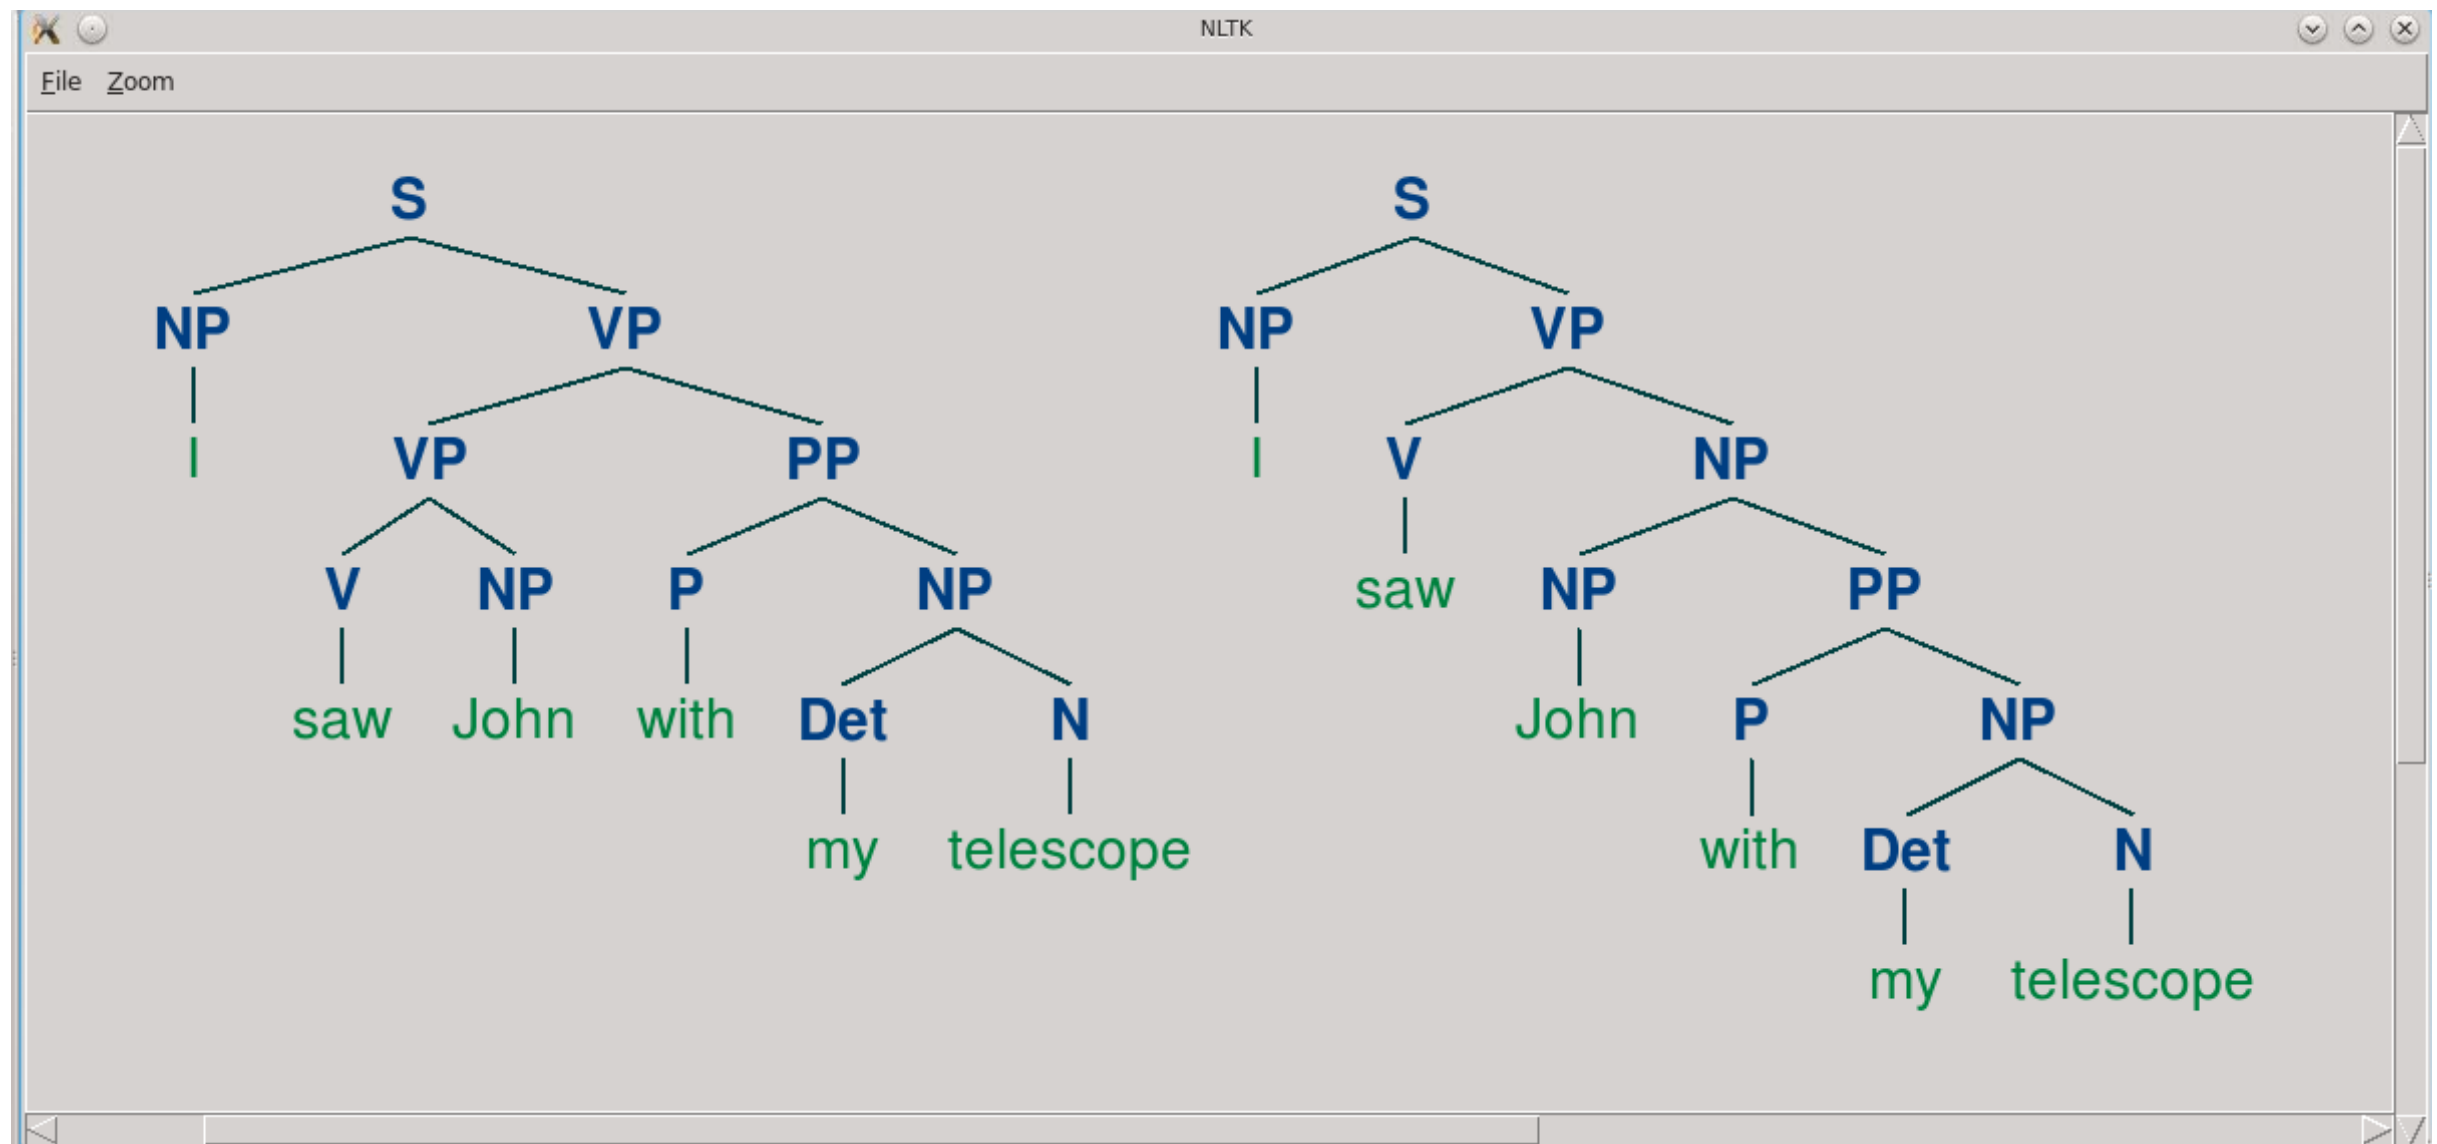 NLTK
File Zoom
S S
NP VP NP VP
I VP PP I V NP
V NP P NP saw NP PP
saw John with Det N John P NP
my telescope with Det N
my telescope